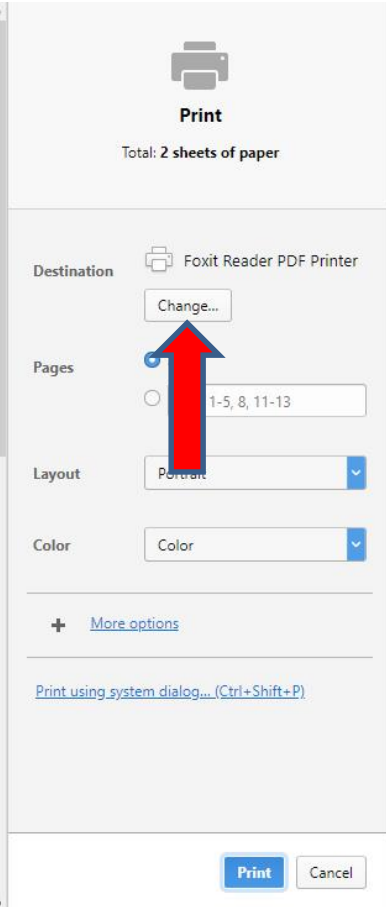 Print
Total: 2 sheets of paper
Destination
Foxit Reader PDF Printer
Change...
Pages
1-5, 8, 11-13
Layout
Portrait
Color
Color
+ More options
Print using system dialog... (Ctrl+Shift+P)
Print
Cancel